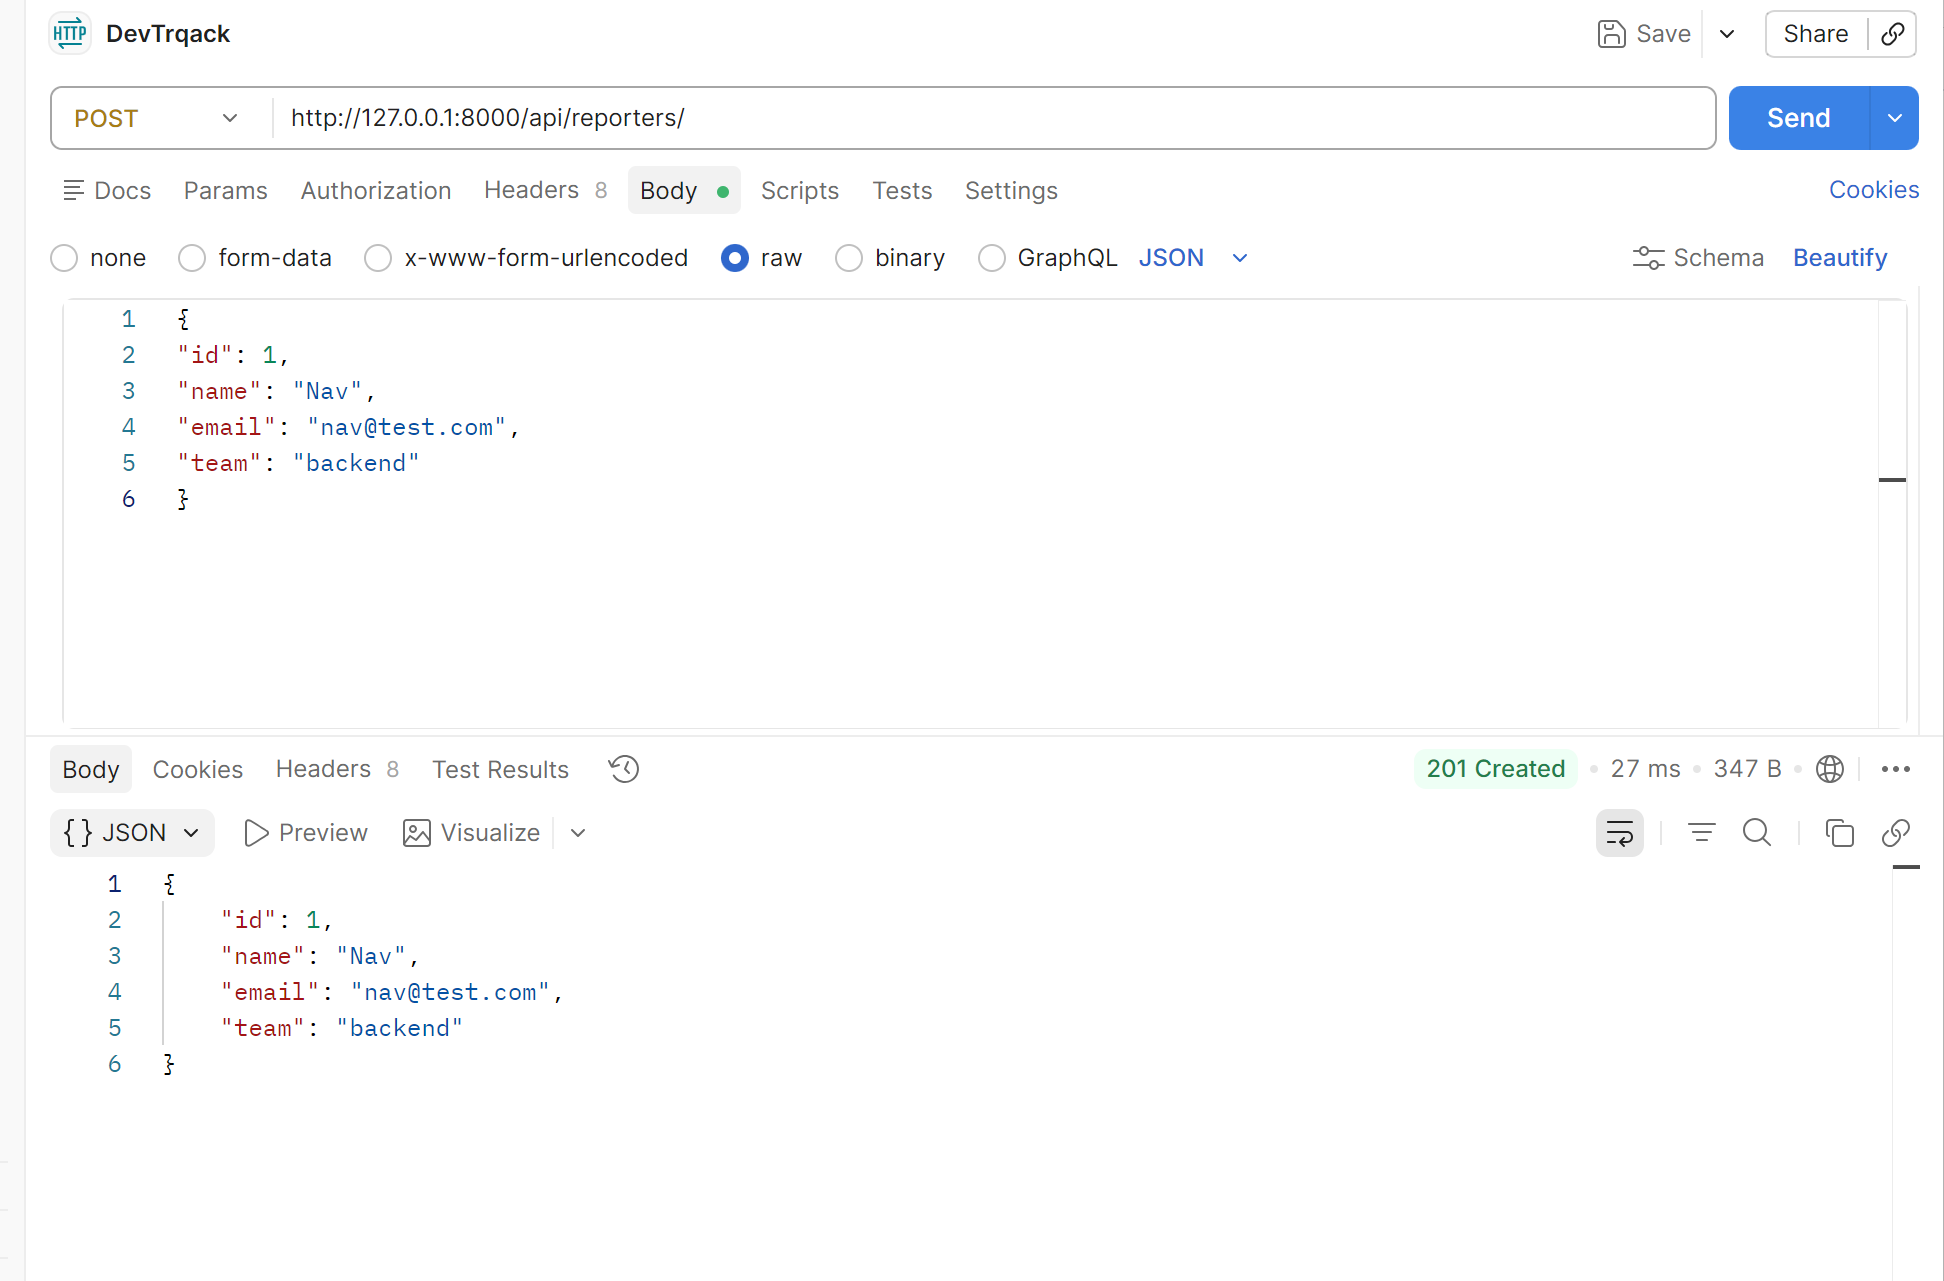 HTTP DevTrqack Save Share
POST http://127.0.0.1:8000/api/reporters/ Send
Docs Params Authorization Headers 8 Body Scripts Tests Settings Cookies
none form-data x-www-form-urlencoded raw binary GraphQL JSON Schema Beautify
1 {
2 "id": 1,
3 "name": "Nav",
4 "email": "nav@test.com",
5 "team": "backend"
6 }
Body Cookies Headers 8 Test Results 201 Created • 27 ms • 347 B •
{ } JSON Preview Visualize
1 {
2 "id": 1,
3 "name": "Nav",
4 "email": "nav@test.com",
5 "team": "backend"
6 }